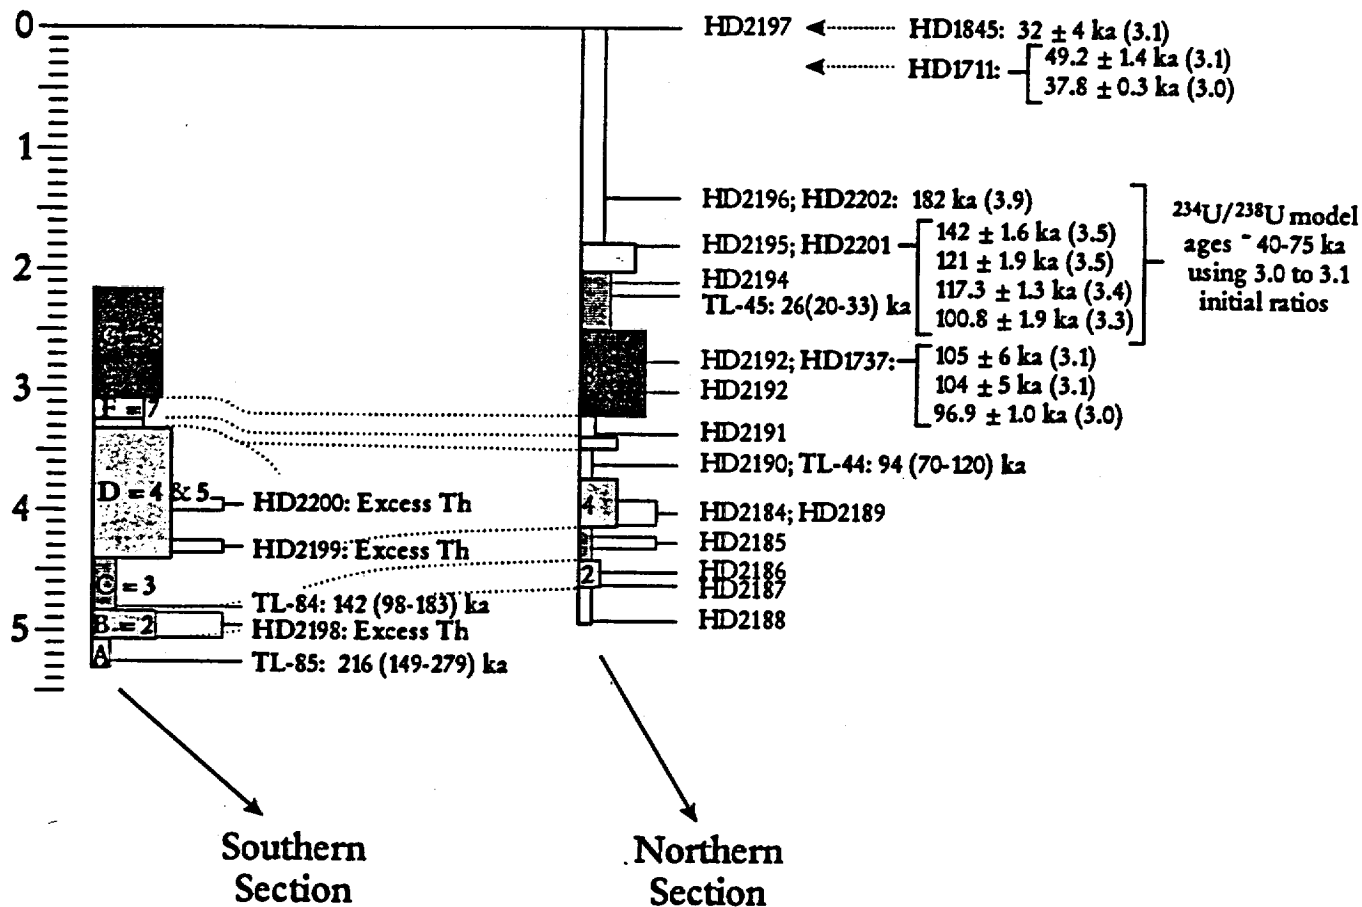 0
1
2
3
4
5
F = 7
D = 4 & 5
C = 3
B = 2
A
HD2200: Excess Th
HD2199: Excess Th
TL-84: 142 (98-183) ka
HD2198: Excess Th
TL-85: 216 (149-279) ka
4
2
HD2197
HD1845: 32 ± 4 ka (3.1)
HD1711:
49.2 ± 1.4 ka (3.1)
37.8 ± 0.3 ka (3.0)
HD2196; HD2202: 182 ka (3.9)
HD2195; HD2201
142 ± 1.6 ka (3.5)
121 ± 1.9 ka (3.5)
117.3 ± 1.3 ka (3.4)
100.8 ± 1.9 ka (3.3)
HD2194
TL-45: 26(20-33) ka
²³⁴U/²³⁸U model
ages ~ 40-75 ka
using 3.0 to 3.1
initial ratios
HD2192; HD1737:
105 ± 6 ka (3.1)
104 ± 5 ka (3.1)
96.9 ± 1.0 ka (3.0)
HD2192
HD2191
HD2190; TL-44: 94 (70-120) ka
HD2184; HD2189
HD2185
HD2186
HD2187
HD2188
Southern
Section
Northern
Section